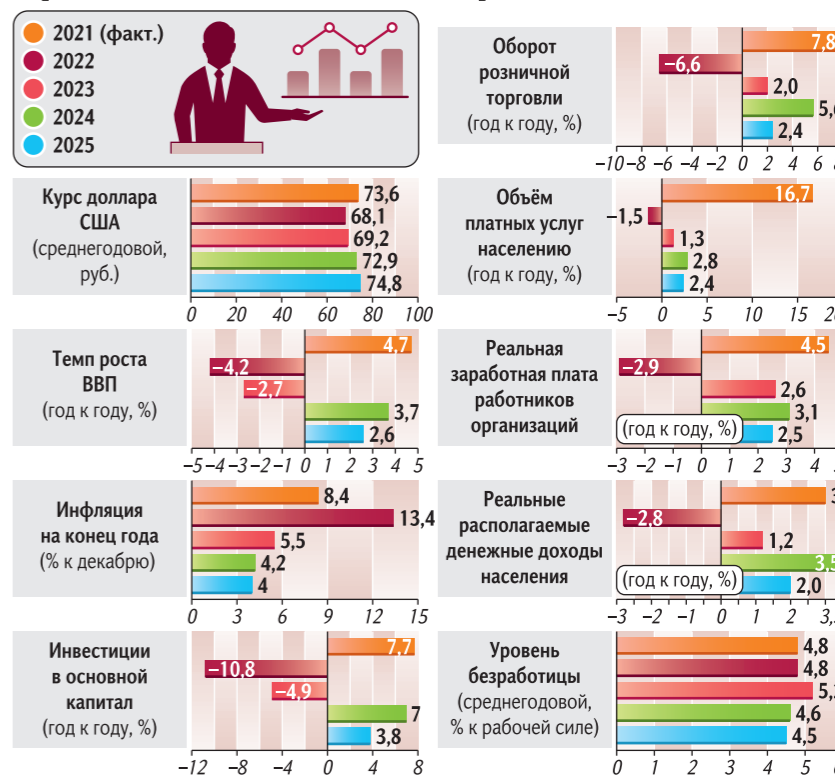 2021 (факт.)
2022
2023
2024
2025
Курс доллара
США
(среднегодовой,
руб.)
73,6
68,1
69,2
72,9
74,8
0 20 40 60 80 100
Темп роста
ВВП
(год к году, %)
4,7
−4,2
−2,7
3,7
2,6
−5 −4 −3 −2 −1 0 1 2 3 4 5
Инфляция
на конец года
(% к декабрю)
8,4
13,4
5,5
4,2
4
0 3 6 9 12 15
Инвестиции
в основной
капитал
(год к году, %)
7,7
−10,8
−4,9
7
3,8
−12 −8 −4 0 4 8
Оборот
розничной
торговли
(год к году, %)
7,8
−6,6
2,0
5,6
2,4
−10 −8 −6 −4 −2 0 2 4 6
Объём
платных услуг
населению
(год к году, %)
16,7
−1,5
1,3
2,8
2,4
−5 0 5 10 15
Реальная
заработная плата
работников
организаций
(год к году, %)
4,5
−2,9
2,6
3,1
2,5
−3 −2 −1 0 1 2 3 4
Реальные
располагаемые
денежные доходы
населения
(год к году, %)
−2,8
1,2
3,5
2,0
−3 −2 −1 0 1 2
Уровень
безработицы
(среднегодовой,
% к рабочей силе)
4,8
4,8
4,6
4,5
0 1 2 3 4 5